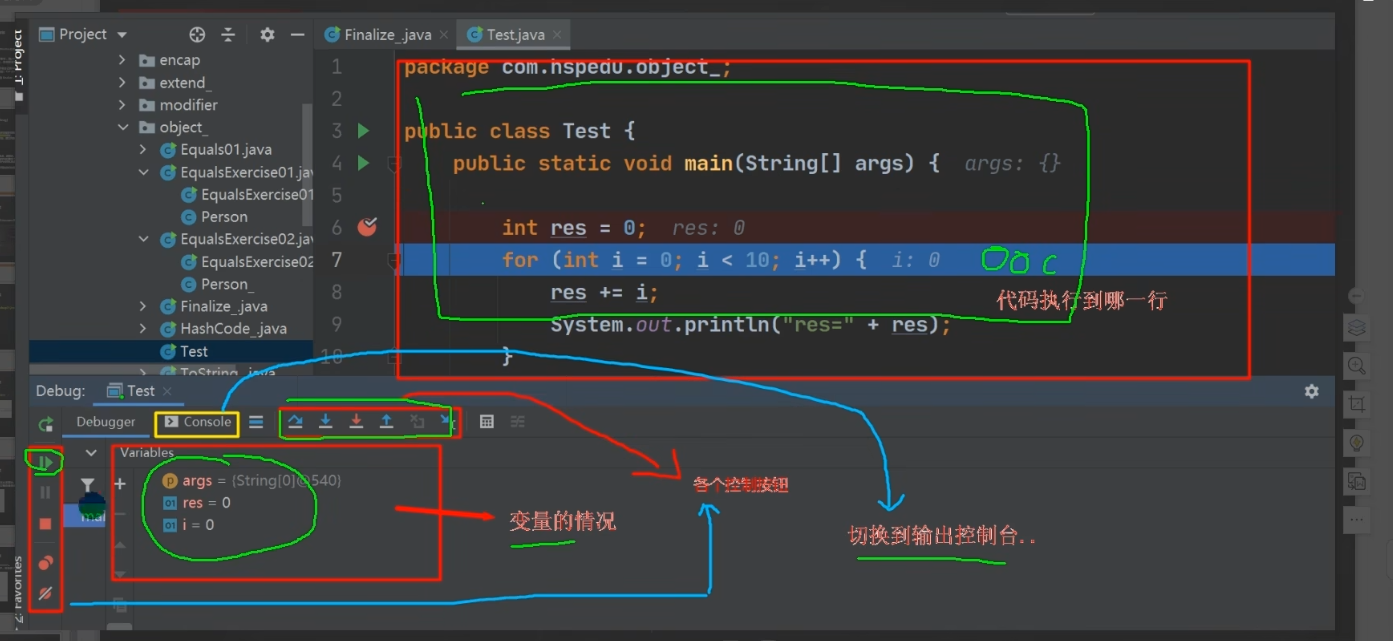 Project
Finalize_.java
Test.java
1: Project
encap
extend_
modifier
object_
Equals01.java
EqualsExercise01.jav
EqualsExercise01
Person
EqualsExercise02.jav
EqualsExercise02
Person_
Finalize_.java
HashCode_.java
Test
ToString_.java
1 package com.hspedu.object_;
2
3 public class Test {
4 public static void main(String[] args) { args: {}
5
6 int res = 0; res: 0
7 for (int i = 0; i < 10; i++) { i: 0
代码执行到哪一行
8 res += i;
9 System.out.println("res=" + res);
10 }
Debug: Test
Debugger
Console
Variables
args = {String[0]@540}
res = 0
i = 0
变量的情况
各个控制按钮
切换到输出控制台..
2: Favorites